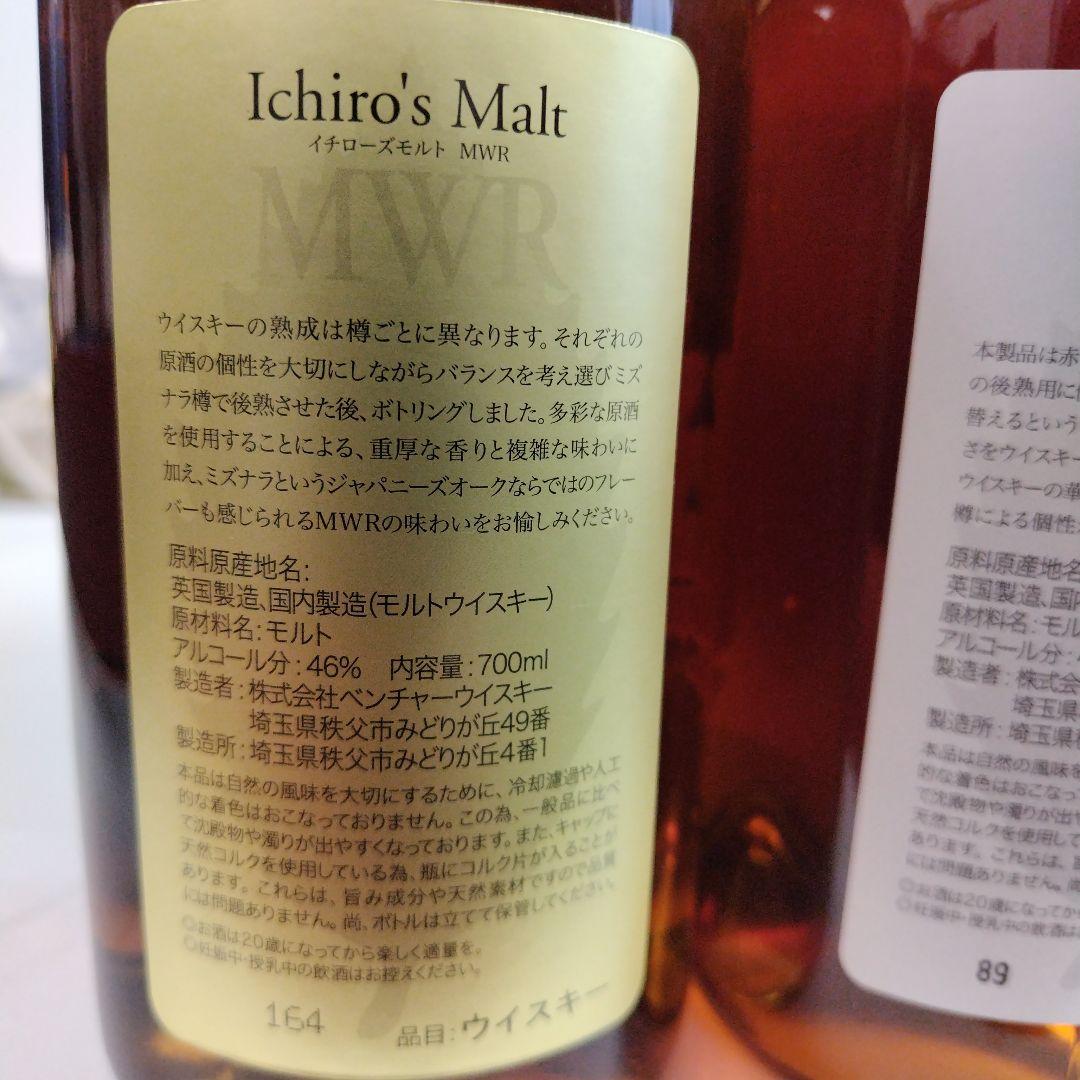 Ichiro's Malt
イチローズモルト MWR
MWR
ウイスキーの熟成は樽ごとに異なります。それぞれの
原酒の個性を大切にしながらバランスを考え選びミズ
ナラ樽で後熟させた後、ボトリングしました。多彩な原酒
を使用することによる、重厚な香りと複雑な味わいに
加え、ミズナラというジャパニーズオークならではのフレー
バーも感じられるMWRの味わいをお愉しみください。
原料原産地名:
英国製造、国内製造(モルトウイスキー)
原材料名:モルト
アルコール分:46% 内容量:700ml
製造者:株式会社ベンチャーウイスキー
埼玉県秩父市みどりが丘49番
製造所:埼玉県秩父市みどりが丘4番1
本品は自然の風味を大切にするために、冷却濾過や人工
的な着色はおこなっておりません。この為、一般品に比べ
て沈殿物や濁りが出やすくなっております。また、キャップに
天然コルクを使用している為、瓶にコルク片が入ることが
あります。これらは、旨み成分や天然素材ですので品質
には問題ありません。尚、ボトルは立てて保管してください。
◎お酒は20歳になってから楽しく適量を。
◎妊娠中・授乳中の飲酒はお控えください。
164
品目:ウイスキー
本製品は赤
の後熟用に
替えるという
さをウイスキー
ウイスキーの華
樽による個性
原料原産地名
英国製造、国
原材料名:モル
アルコール分:
製造者:株式会
埼玉県
製造所:埼玉県秩
本品は自然の風味を
的な着色はおこなって
て沈殿物や濁りが出や
天然コルクを使用して
あります。これらは、旨
には問題ありません。尚
◎お酒は20歳になってから
◎妊娠中・授乳中の飲酒は
89